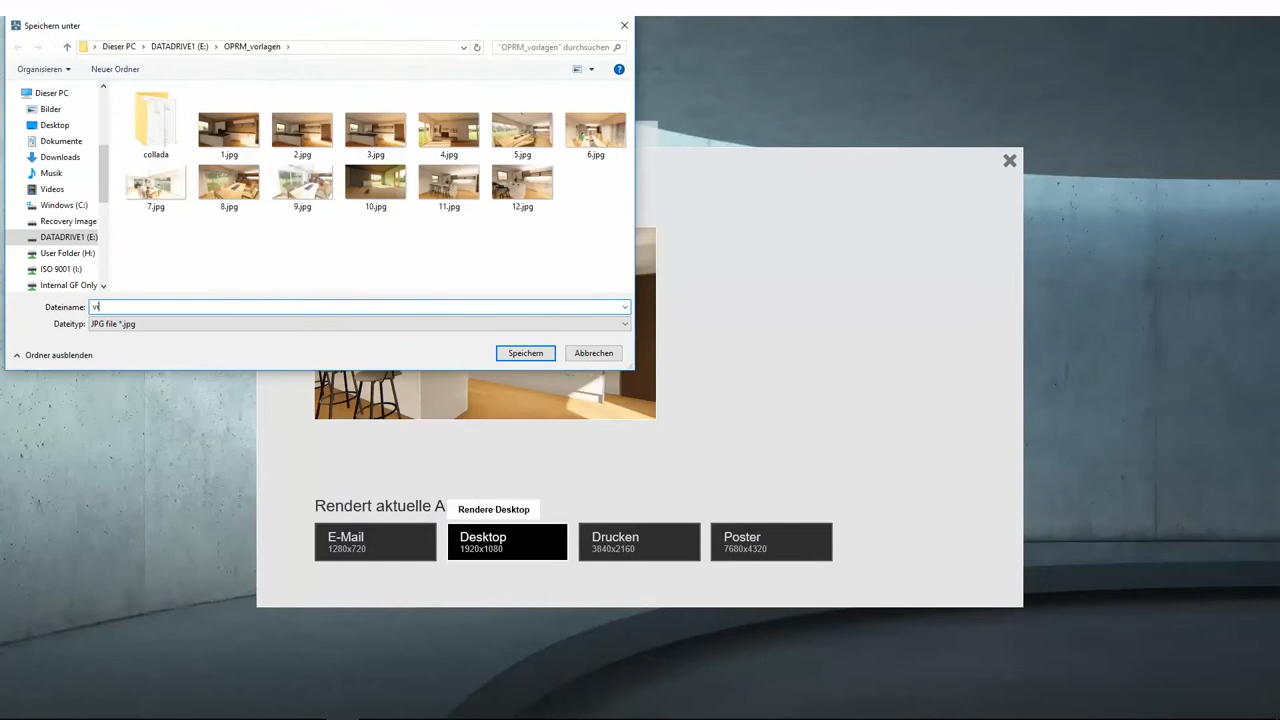 Speichern unter
Dieser PC DATADRIVE1 (E:) OPRM_vorlagen "OPRM_vorlagen" durchsuchen
Organisieren Neuer Ordner
Dieser PC
Bilder
Desktop
Dokumente
Downloads
Musik
Videos
Windows (C:)
Recovery Image
DATADRIVE1 (E:)
User Folder (H:)
ISO 9001 (I:)
Internal GF Only
collada 1.jpg 2.jpg 3.jpg 4.jpg 5.jpg 6.jpg
7.jpg 8.jpg 9.jpg 10.jpg 11.jpg 12.jpg
Dateiname: vi
Dateityp: JPG file *.jpg
Ordner ausblenden Speichern Abbrechen
Rendert aktuelle A
Rendere Desktop
E-Mail
1280x720
Desktop
1920x1080
Drucken
3840x2160
Poster
7680x4320